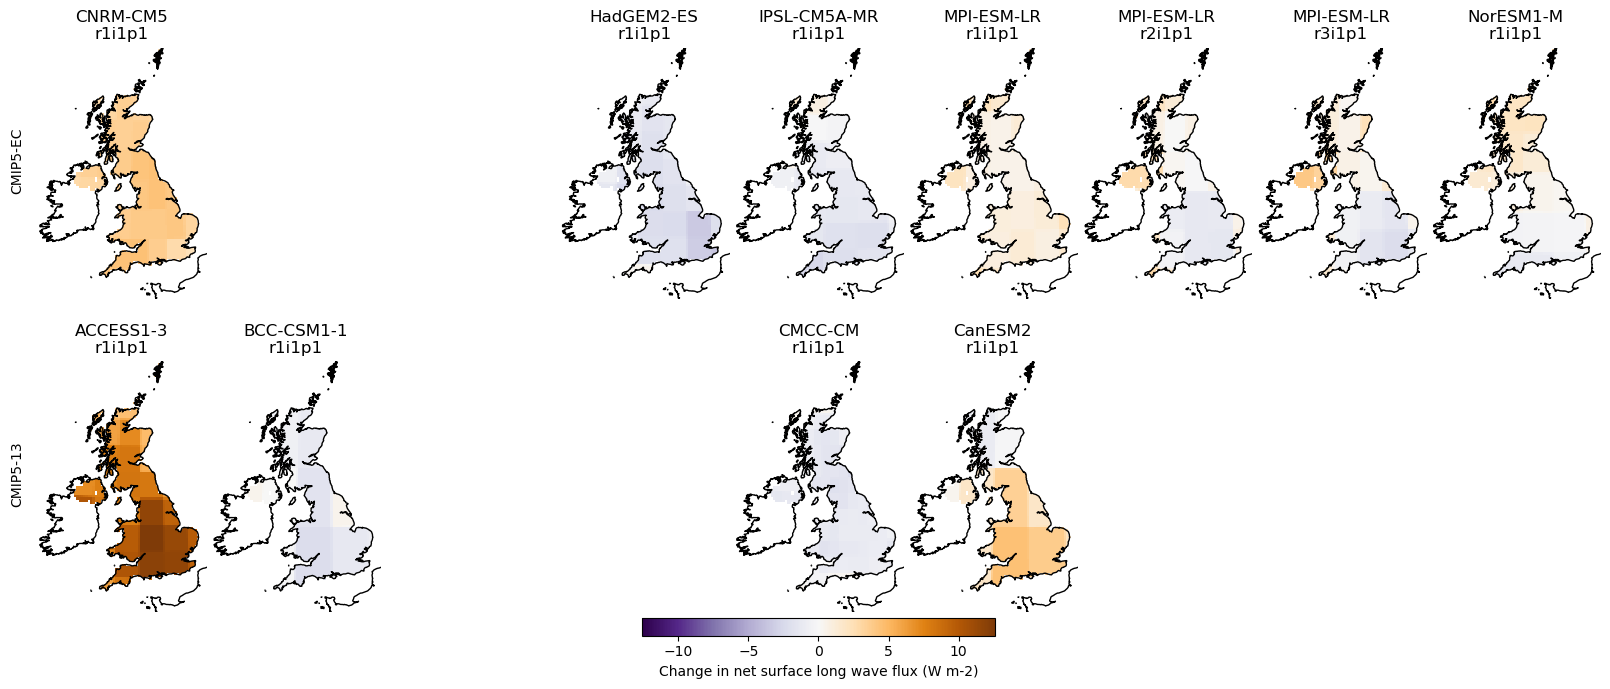 CNRM-CM5
r1i1p1
HadGEM2-ES
r1i1p1
IPSL-CM5A-MR
r1i1p1
MPI-ESM-LR
r1i1p1
MPI-ESM-LR
r2i1p1
MPI-ESM-LR
r3i1p1
NorESM1-M
r1i1p1
CMIP5-EC
ACCESS1-3
r1i1p1
BCC-CSM1-1
r1i1p1
CMCC-CM
r1i1p1
CanESM2
r1i1p1
CMIP5-13
−10 −5 0 5 10
Change in net surface long wave flux (W m-2)